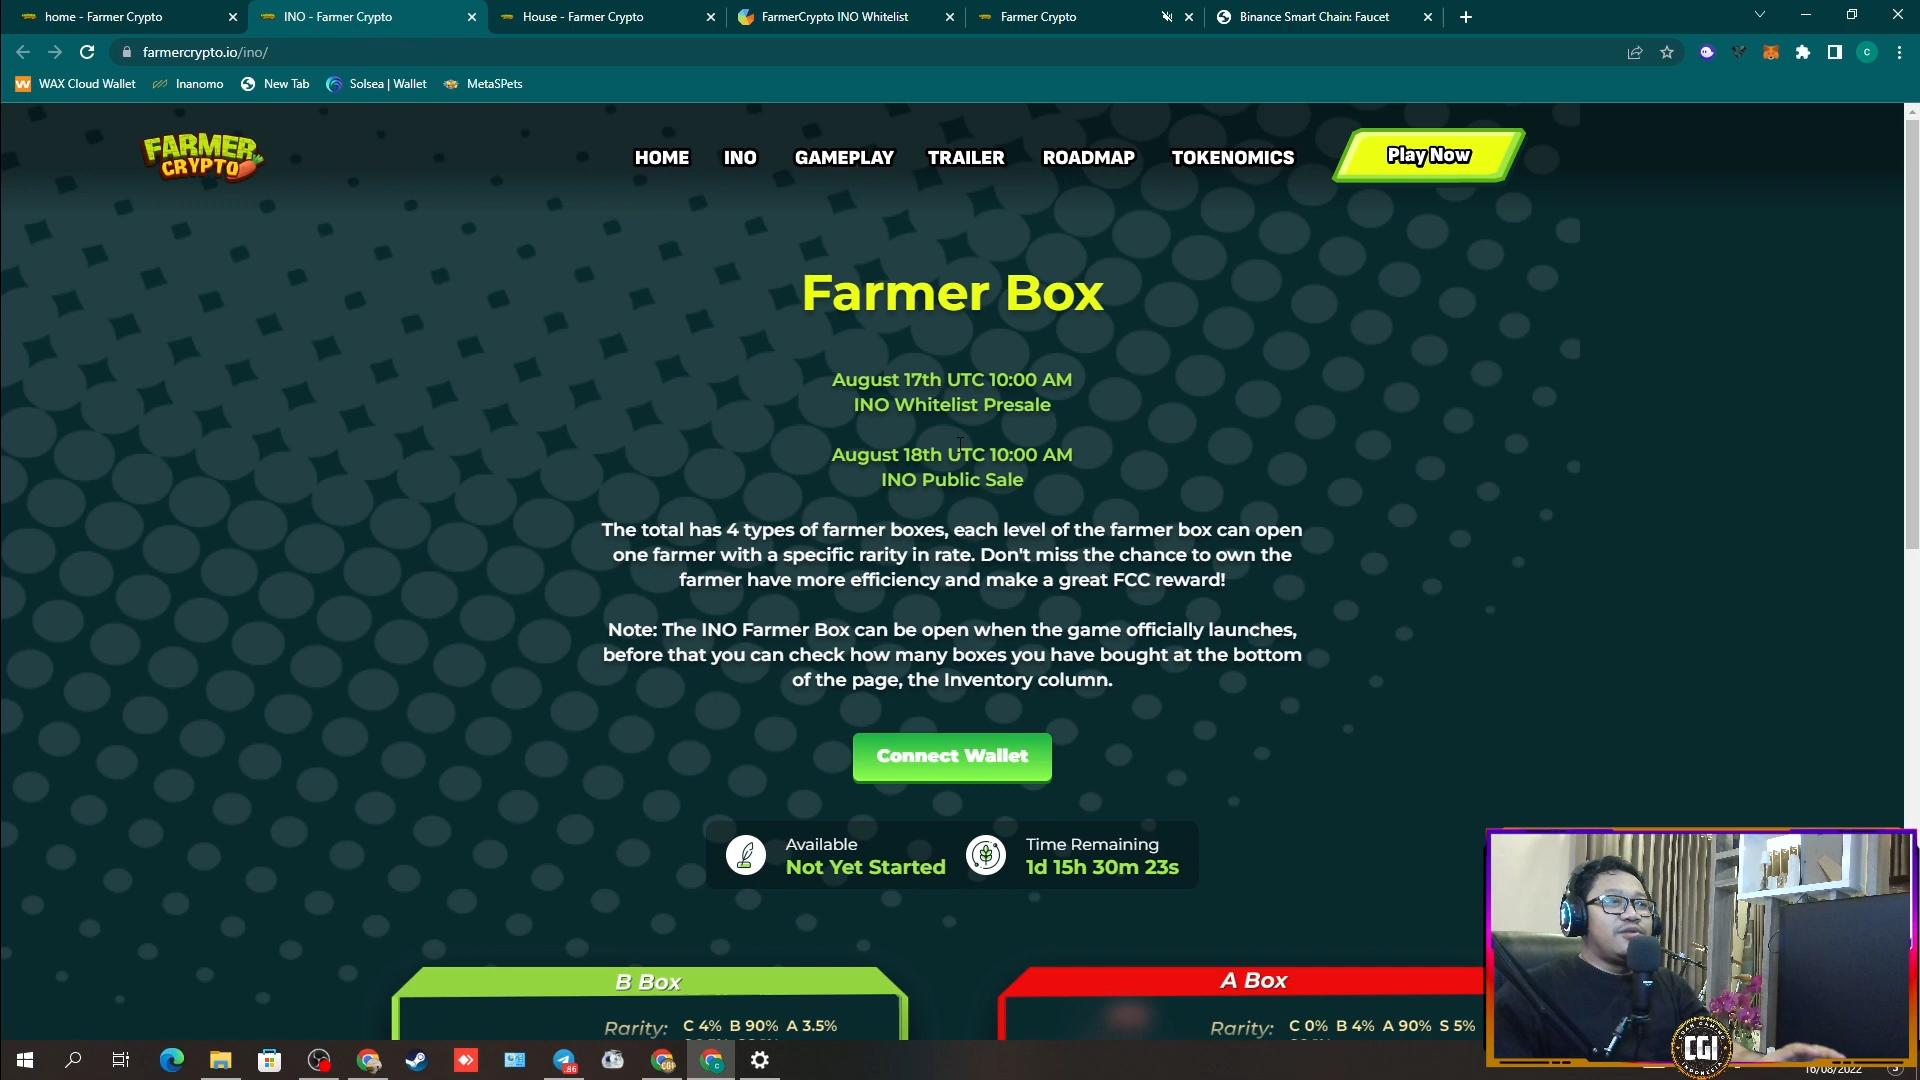 home - Farmer Crypto
INO - Farmer Crypto
House - Farmer Crypto
FarmerCrypto INO Whitelist
Farmer Crypto
Binance Smart Chain: Faucet
farmercrypto.io/ino/
C
WAX Cloud Wallet
Inanomo
New Tab
Solsea | Wallet
MetaSPets
FARMER
CRYPTO
HOME
INO
GAMEPLAY
TRAILER
ROADMAP
TOKENOMICS
Play Now
Farmer Box
August 17th UTC 10:00 AM
INO Whitelist Presale
August 18th UTC 10:00 AM
INO Public Sale
The total has 4 types of farmer boxes, each level of the farmer box can open
one farmer with a specific rarity in rate. Don't miss the chance to own the
farmer have more efficiency and make a great FCC reward!
Note: The INO Farmer Box can be open when the game officially launches,
before that you can check how many boxes you have bought at the bottom
of the page, the Inventory column.
Connect Wallet
Available
Not Yet Started
Time Remaining
1d 15h 30m 23s
B Box
Rarity: C 4% B 90% A 3.5%
A Box
Rarity: C 0% B 4% A 90% S 5%
CGI
INDONESIA
86
16/08/2022